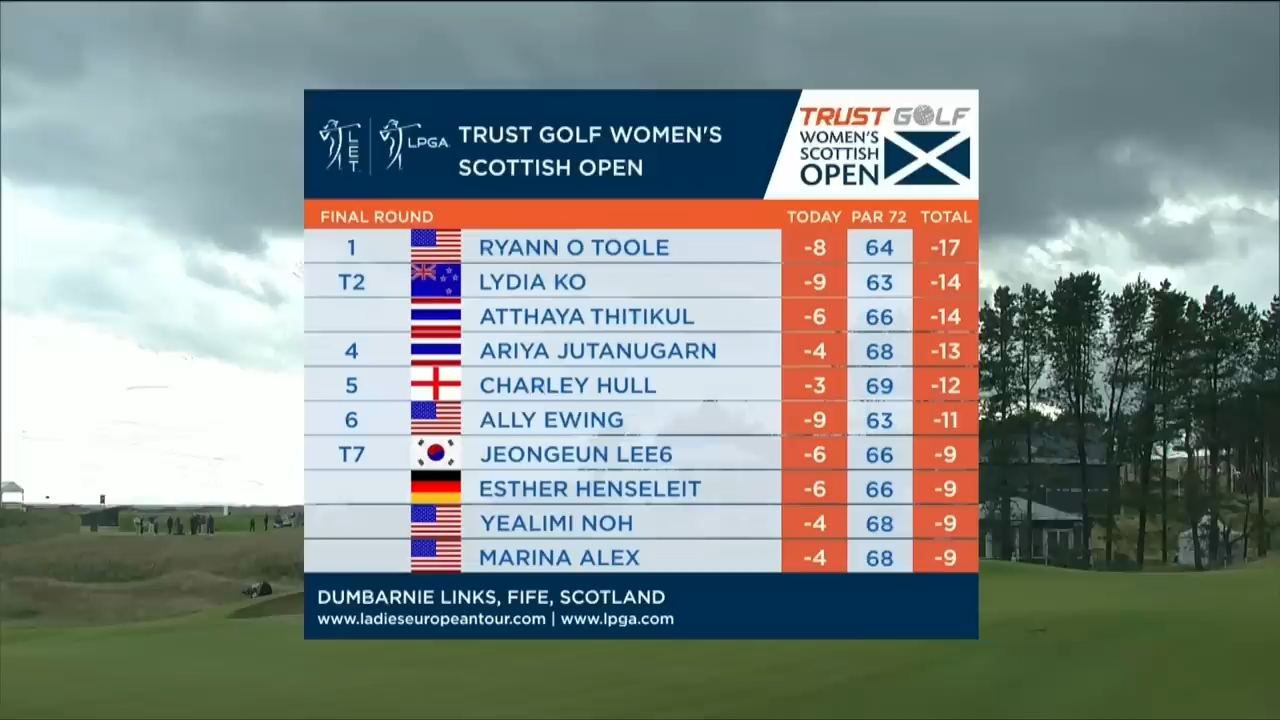 LET
LPGA
TRUST GOLF WOMEN'S
SCOTTISH OPEN
TRUST GOLF
WOMEN'S
SCOTTISH
OPEN
FINAL ROUND TODAY PAR 72 TOTAL
1 RYANN O TOOLE -8 64 -17
T2 LYDIA KO -9 63 -14
ATTHAYA THITIKUL -6 66 -14
4 ARIYA JUTANUGARN -4 68 -13
5 CHARLEY HULL -3 69 -12
6 ALLY EWING -9 63 -11
T7 JEONGEUN LEE6 -6 66 -9
ESTHER HENSELEIT -6 66 -9
YEALIMI NOH -4 68 -9
MARINA ALEX -4 68 -9
DUMBARNIE LINKS, FIFE, SCOTLAND
www.ladieseuropeantour.com | www.lpga.com